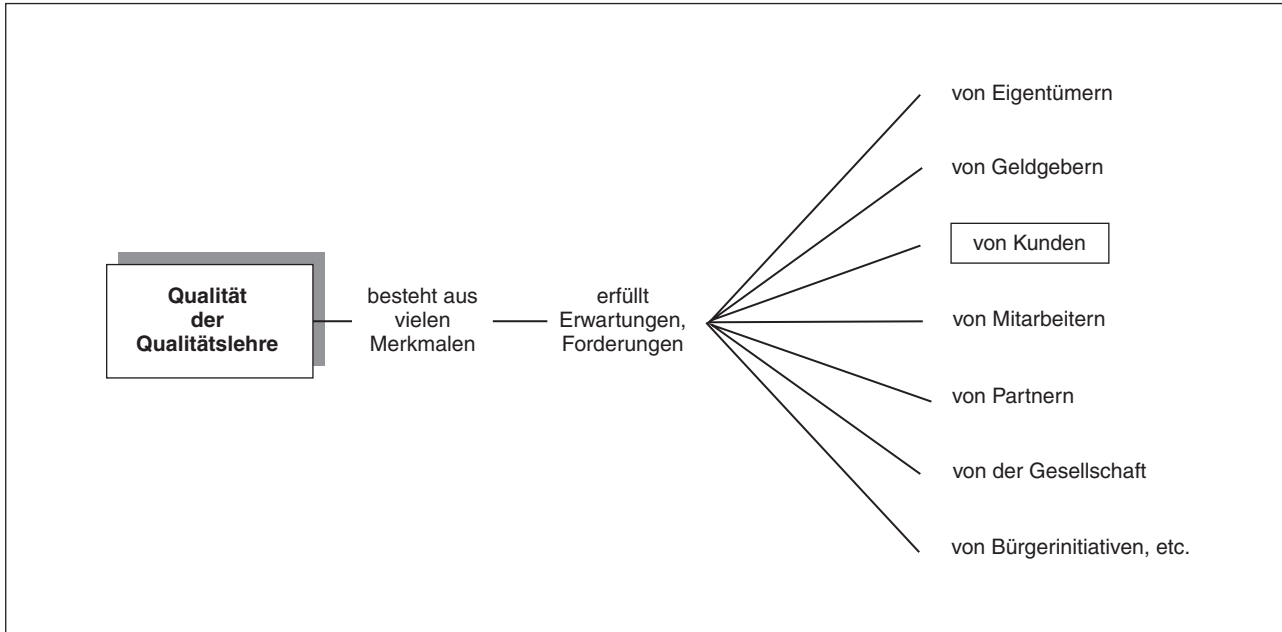 Qualität
der
Qualitätslehre
besteht aus
vielen
Merkmalen
erfüllt
Erwartungen,
Forderungen
von Eigentümern
von Geldgebern
von Kunden
von Mitarbeitern
von Partnern
von der Gesellschaft
von Bürgerinitiativen, etc.